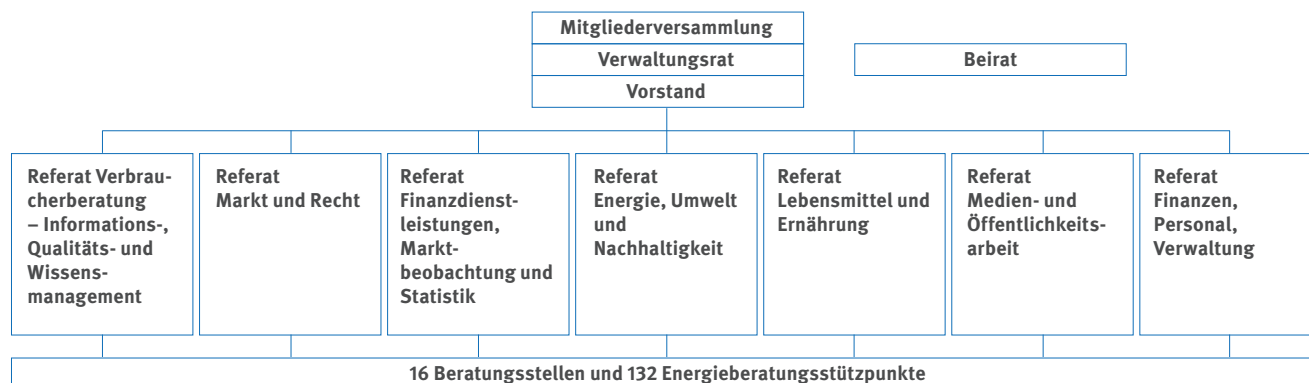 Mitgliederversammlung
Verwaltungsrat
Beirat
Vorstand
Referat Verbrau-
cherberatung
– Informations-,
Qualitäts- und
Wissens-
management
Referat
Markt und Recht
Referat
Finanzdienst-
leistungen,
Markt-
beobachtung und
Statistik
Referat
Energie, Umwelt
und
Nachhaltigkeit
Referat
Lebensmittel und
Ernährung
Referat
Medien- und
Öffentlichkeits-
arbeit
Referat
Finanzen,
Personal,
Verwaltung
16 Beratungsstellen und 132 Energieberatungsstützpunkte